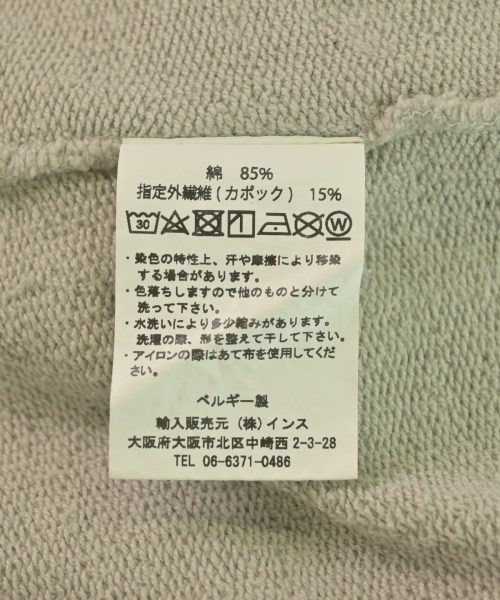 綿 85%
指定外繊維(カポック) 15%
30 W
・染色の特性上、汗や摩擦により移染
する場合があります。
・色落ちしますので他のものと分けて
洗って下さい。
・水洗いにより多少縮みがあります。
洗濯の際、形を整えて干して下さい。
・アイロンの際はあて布を使用してくだ
さい。
ベルギー製
輸入販売元 (株)インス
大阪府大阪市北区中崎西2-3-28
TEL 06-6371-0486